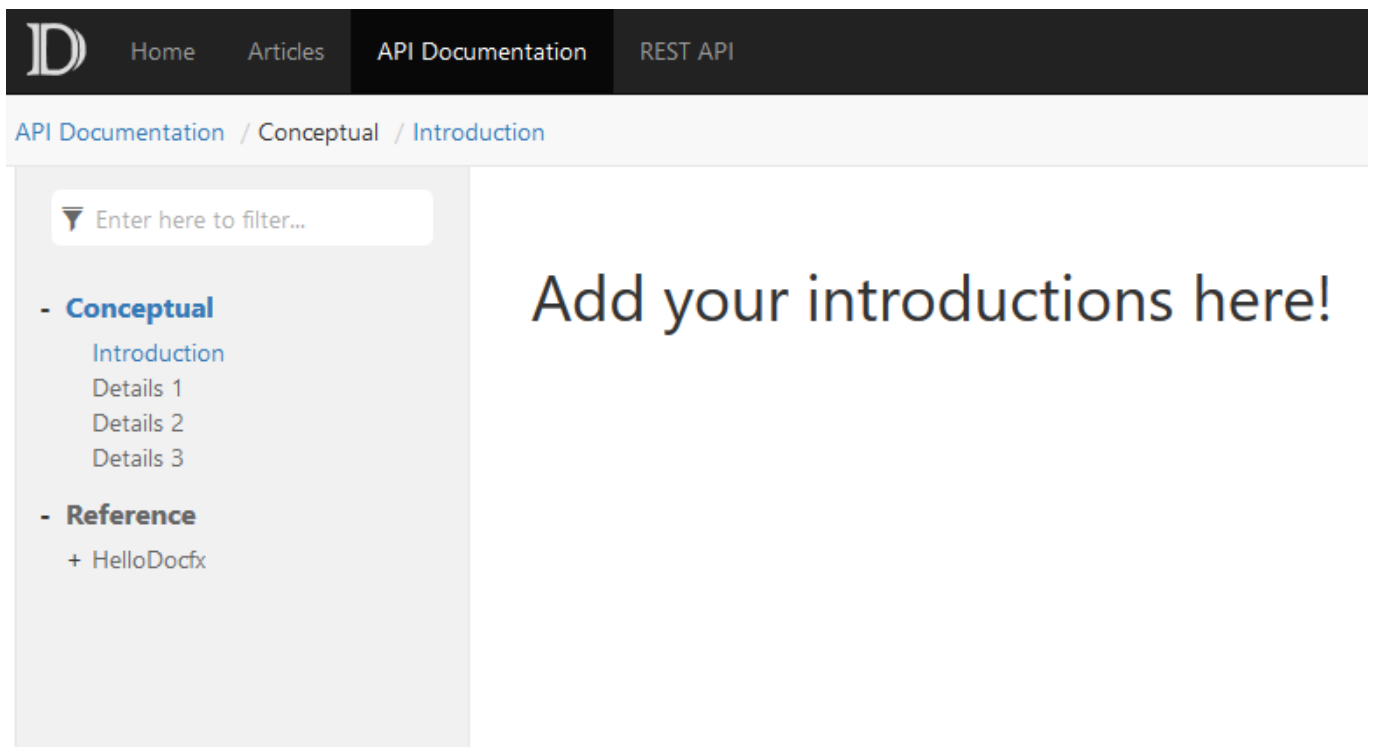 D Home Articles API Documentation REST API
API Documentation / Conceptual / Introduction
Enter here to filter...
- Conceptual
Introduction
Details 1
Details 2
Details 3
- Reference
+ HelloDocfx
Add your introductions here!